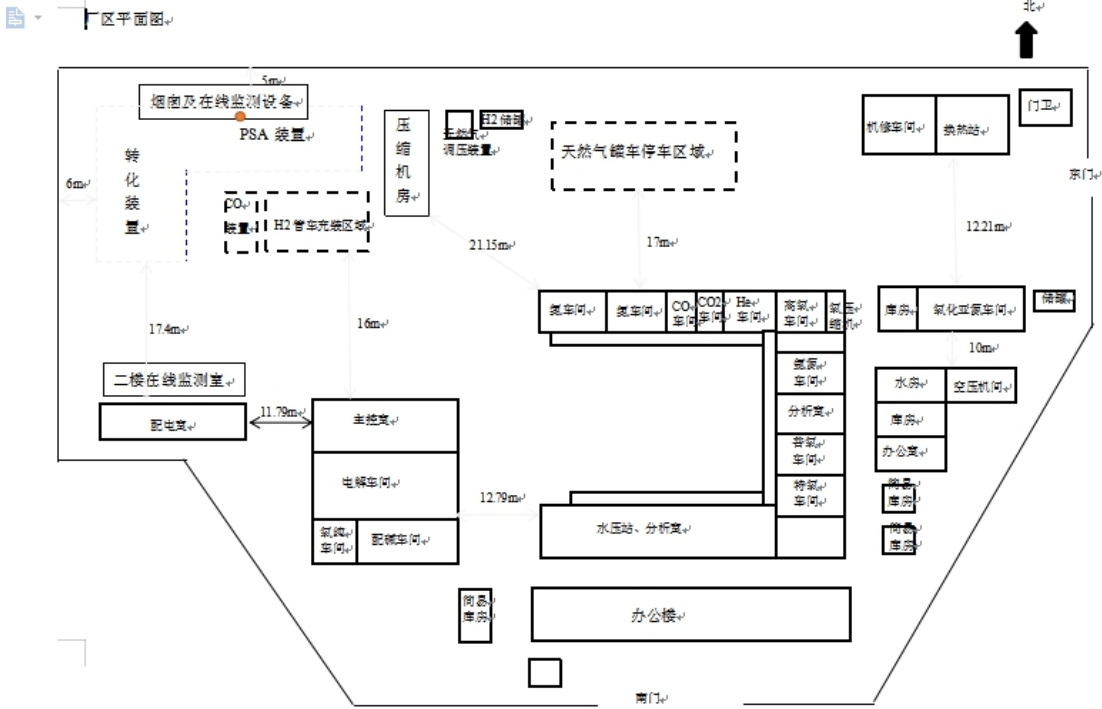 厂区平面图
北
5m
烟囱及在线监测设备
PSA 装置
转
化
装
置
6m
压
缩
机
房
H2 储罐
天然气
调压装置
天然气罐车停车区域
机修车间
换热站
门卫
东门
CO
装置
H2 管车充装区域
21.15m
17m
12.21m
17.4m
16m
氩车间
氮车间
CO
车间
CO2
车间
He
车间
高氧
车间
氧压
缩机
库房
氧化亚氮车间
储罐
10m
二楼在线监测室
配电室
11.79m
主控室
电解车间
氧纯
车间
配碱车间
12.79m
氩氮
车间
分析室
普氧
车间
特氧
车间
水压站、分析室
水房
空压机间
库房
办公室
简易
库房
简易
库房
简易
库房
办公楼
南门